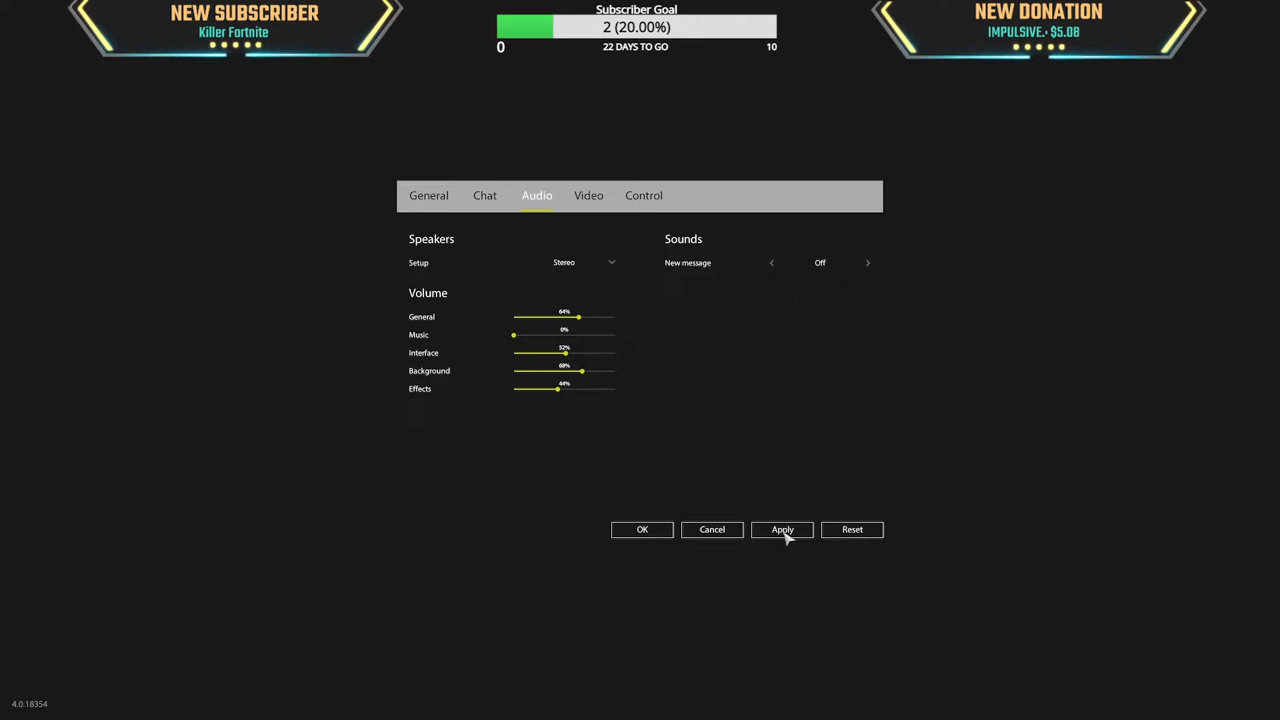 NEW SUBSCRIBER
Killer Fortnite
Subscriber Goal
2 (20.00%)
0
22 DAYS TO GO
10
NEW DONATION
IMPULSIVE.• $5.08
General Chat Audio Video Control
Speakers
Setup Stereo
Volume
General 64%
Music 0%
Interface 52%
Background 68%
Effects 44%
Sounds
New message Off
OK Cancel Apply Reset
4.0.18354